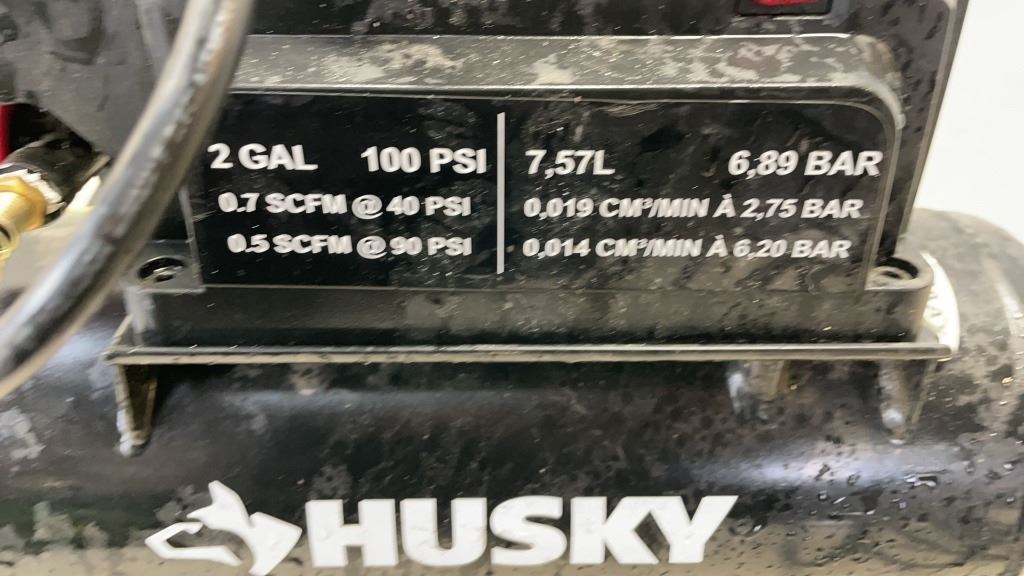 2 GAL 100 PSI
0.7 SCFM @ 40 PSI
0.5 SCFM @ 90 PSI
7,57L 6,89 BAR
0,019 CM³/MIN À 2,75 BAR
0,014 CM³/MIN À 6,20 BAR
HUSKY